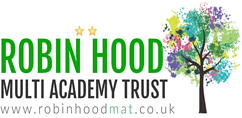 ROBIN HOOD
MULTI ACADEMY TRUST
www.robinhoodmat.co.uk